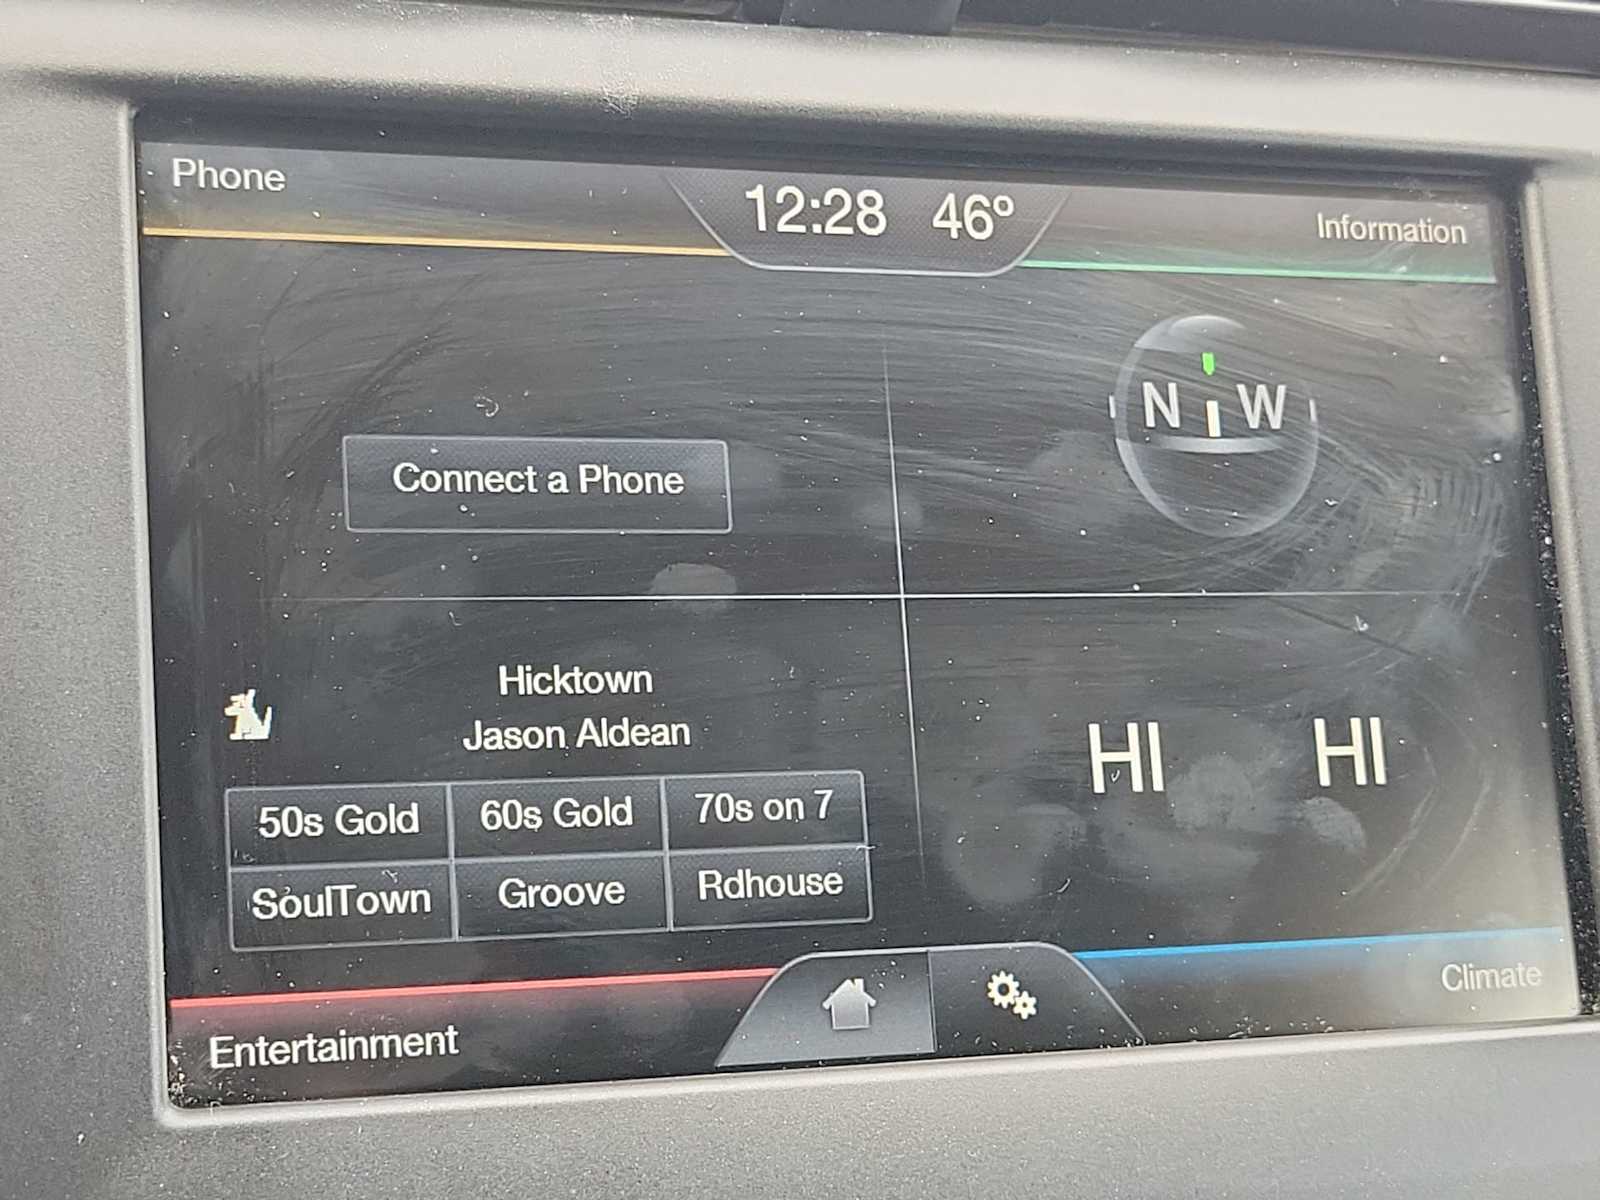 Phone
12:28 46°
Information
N W
Connect a Phone
Hicktown
Jason Aldean
HI HI
50s Gold 60s Gold 70s on 7
SoulTown Groove Rdhouse
Climate
Entertainment